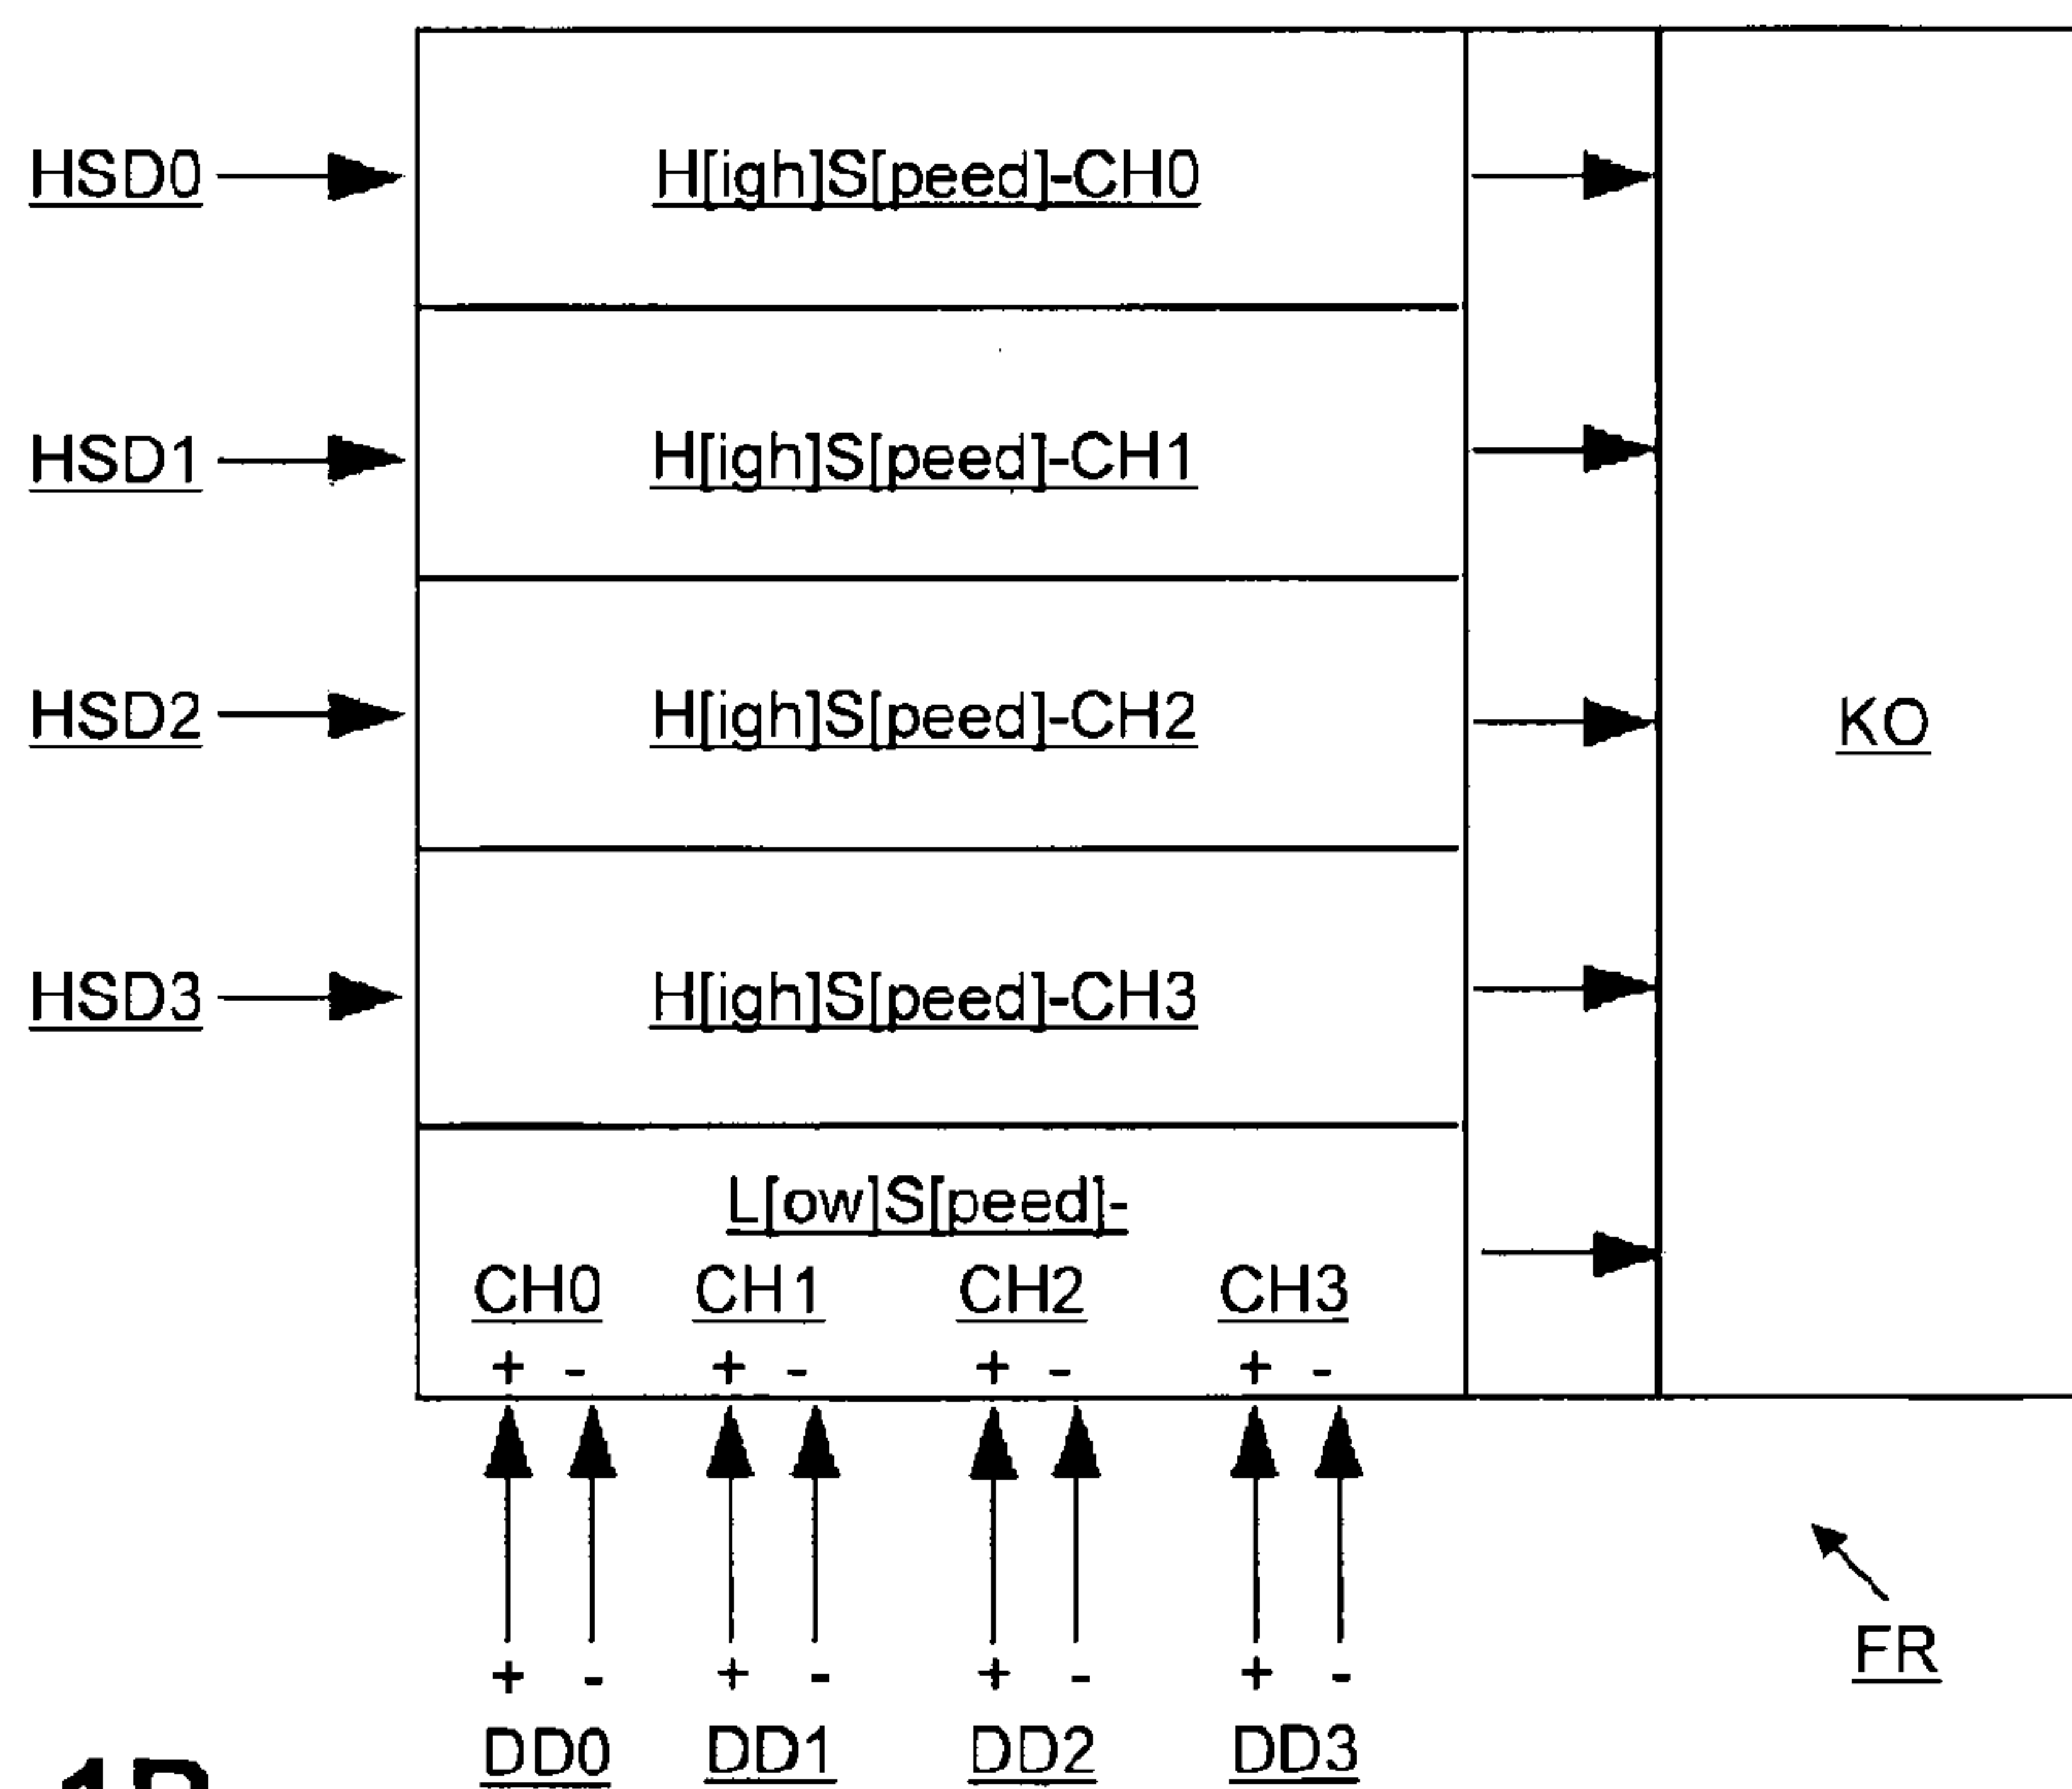 HSD0 H[igh]S[peed]-CH0
HSD1 H[igh]S[peed]-CH1
HSD2 H[igh]S[peed]-CH2 KO
HSD3 H[igh]S[peed]-CH3
L[ow]S[peed]-
CH0 CH1 CH2 CH3
+ - + - + - + -
FR
+ - + - + - + -
DD0 DD1 DD2 DD3